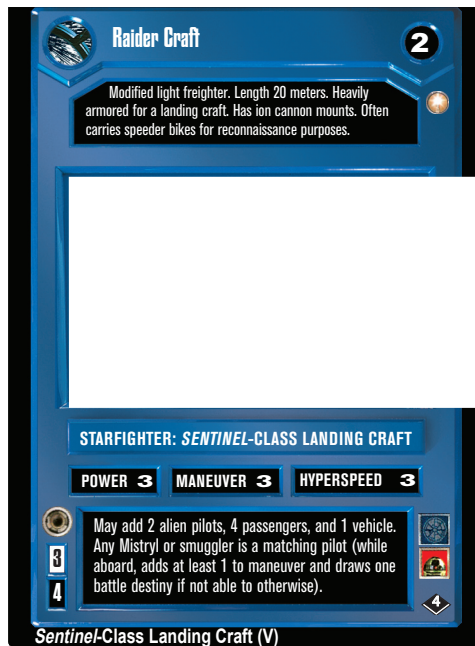 Raider Craft
2
Modified light freighter. Length 20 meters. Heavily
armored for a landing craft. Has ion cannon mounts. Often
carries speeder bikes for reconnaissance purposes.
STARFIGHTER: SENTINEL-CLASS LANDING CRAFT
POWER 3 MANEUVER 3 HYPERSPEED 3
May add 2 alien pilots, 4 passengers, and 1 vehicle.
Any Mistryl or smuggler is a matching pilot (while
aboard, adds at least 1 to maneuver and draws one
battle destiny if not able to otherwise).
3
4
4
Sentinel-Class Landing Craft (V)